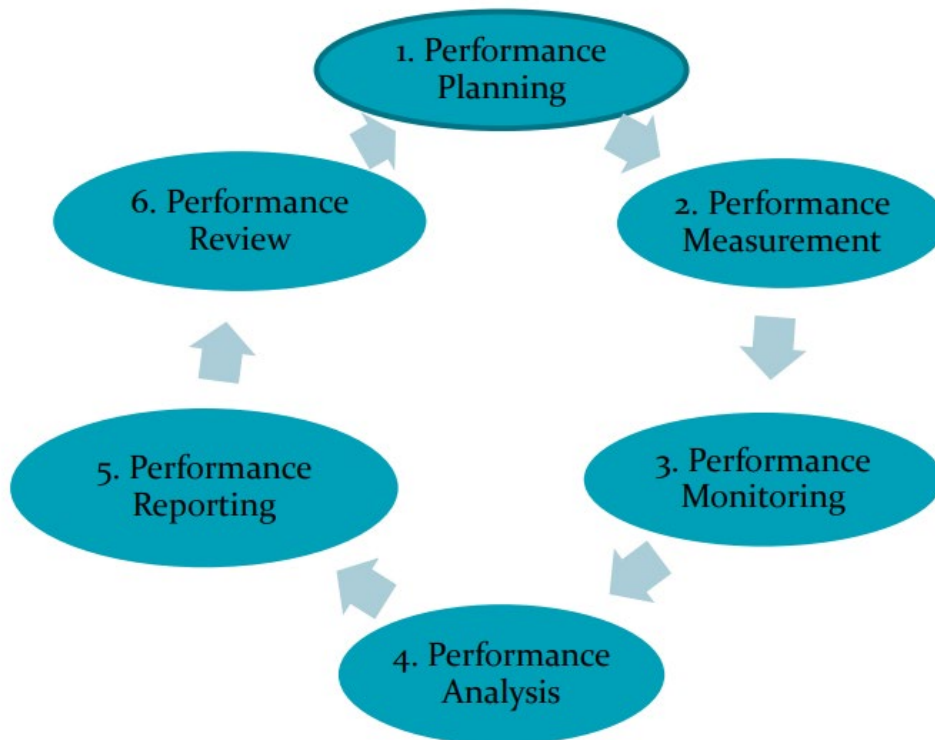 1. Performance
Planning
2. Performance
Measurement
3. Performance
Monitoring
4. Performance
Analysis
5. Performance
Reporting
6. Performance
Review